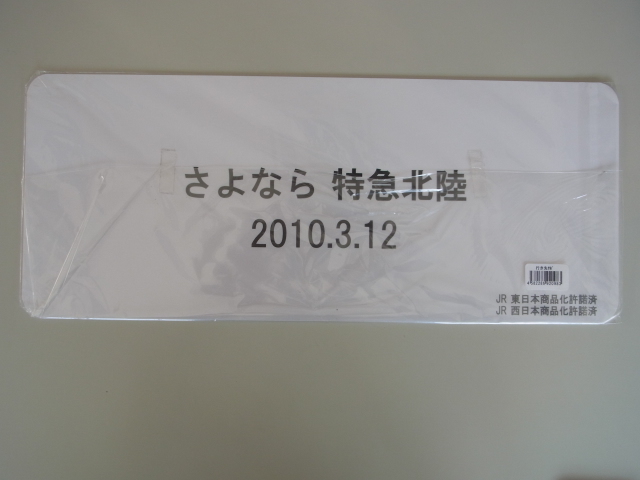 さよなら 特急北陸
2010.3.12
JR 東日本商品化許諾済
JR 西日本商品化許諾済